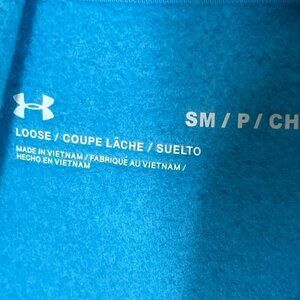 SM / P / CH
LOOSE / COUPE LÂCHE / SUELTO
MADE IN VIETNAM / FABRIQUÉ AU VIETNAM /
HECHO EN VIETNAM